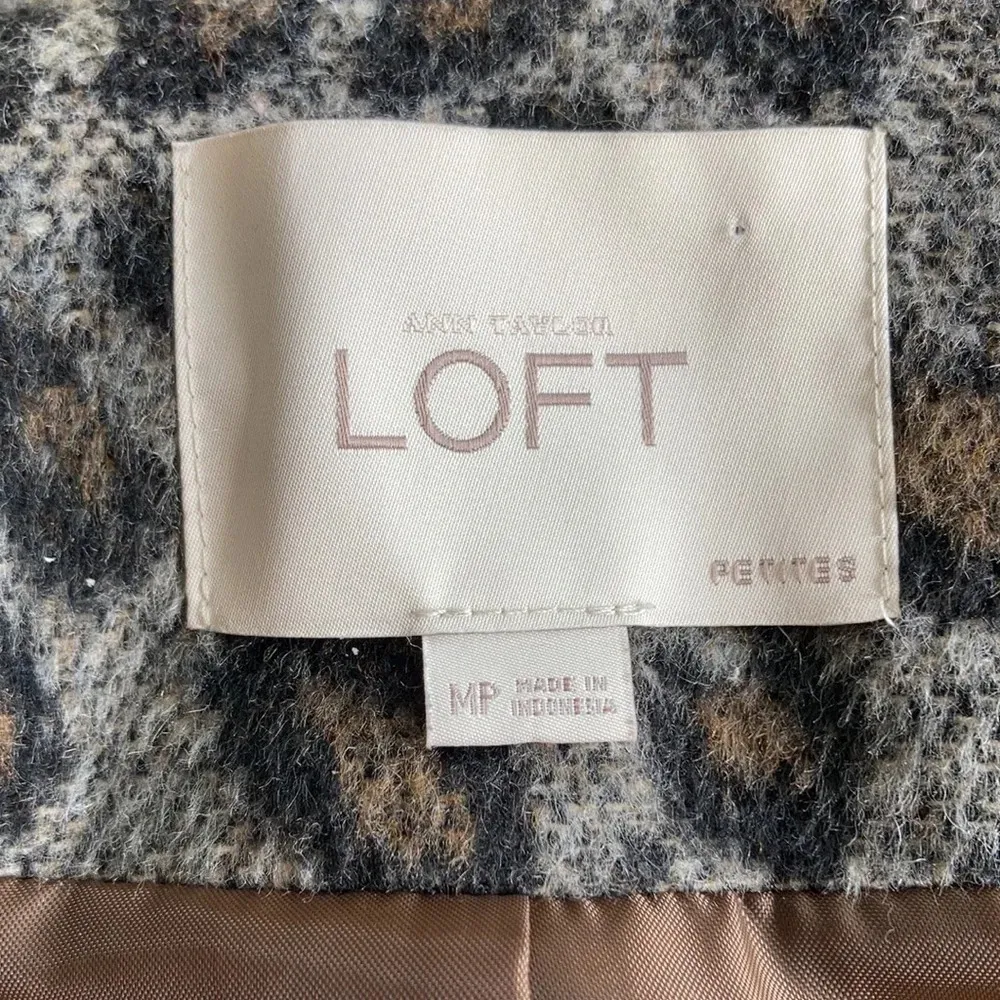 ANN TAYLOR
LOFT
PETITES
MP MADE IN
INDONESIA